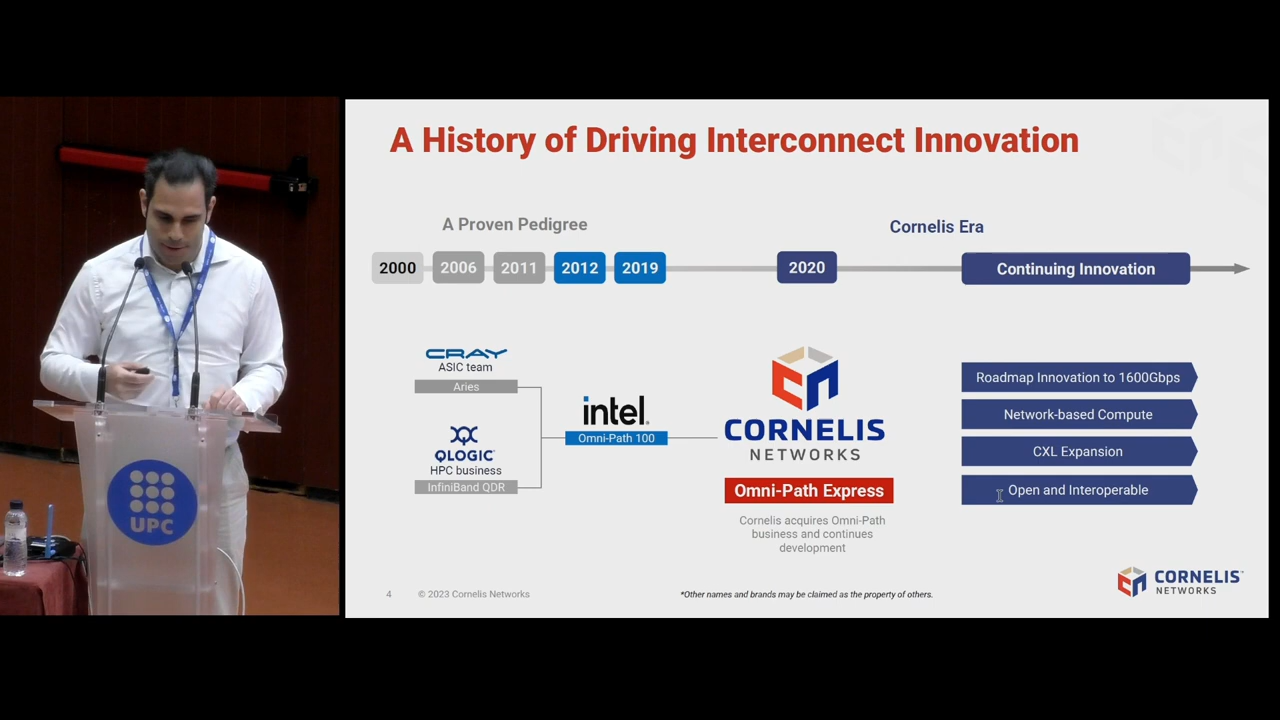 A History of Driving Interconnect Innovation
A Proven Pedigree
Cornelis Era
2000
2006
2011
2012
2019
2020
Continuing Innovation
CRAY
ASIC team
Aries
QLOGIC
HPC business
InfiniBand QDR
intel.
Omni-Path 100
CORNELIS
NETWORKS
Omni-Path Express
Cornelis acquires Omni-Path
business and continues
development
Roadmap Innovation to 1600Gbps
Network-based Compute
CXL Expansion
Open and Interoperable
4
© 2023 Cornelis Networks
*Other names and brands may be claimed as the property of others.
CORNELIS™
NETWORKS
UPC